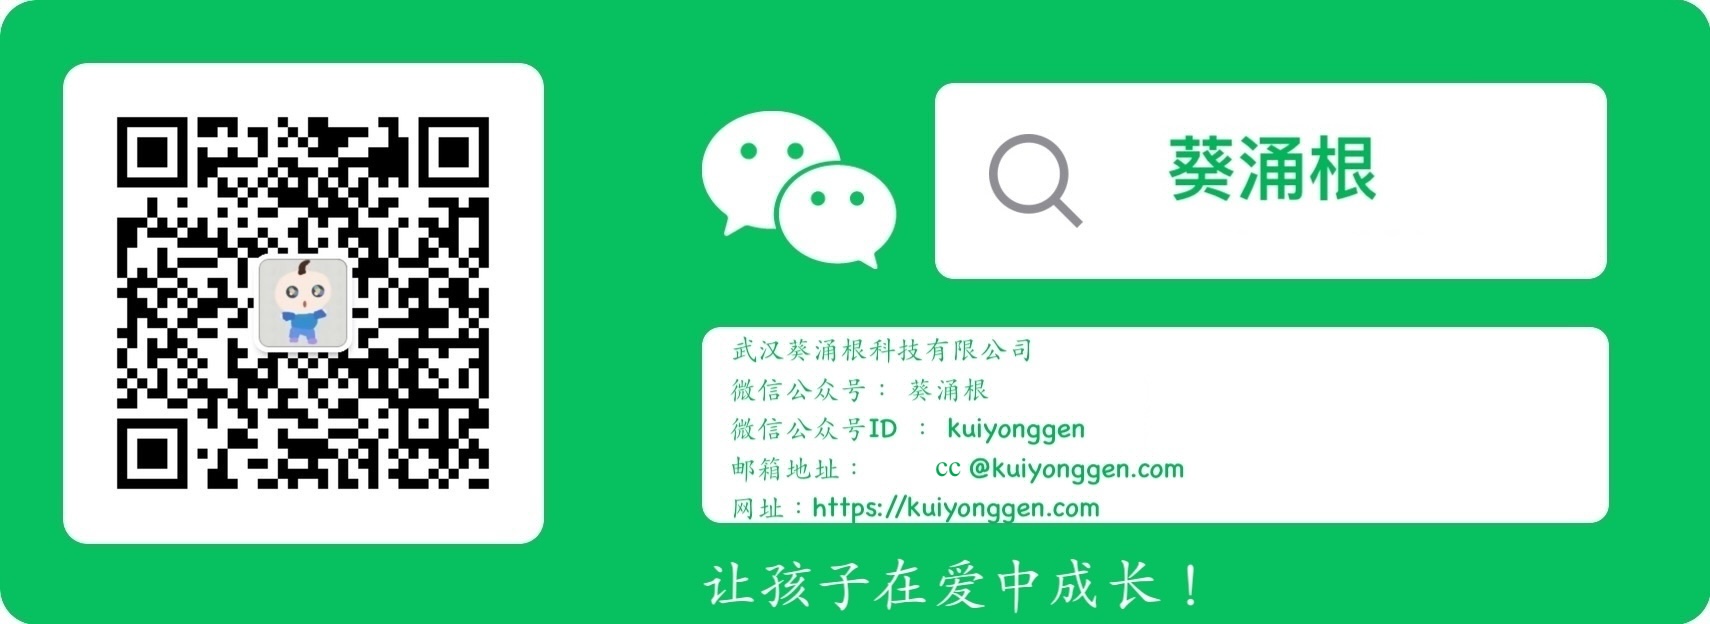 葵涌根
武汉葵涌根科技有限公司
微信公众号： 葵涌根
微信公众号ID ： kuiyonggen
邮箱地址： cc @kuiyonggen.com
网址：https://kuiyonggen.com
让孩子在爱中成长！